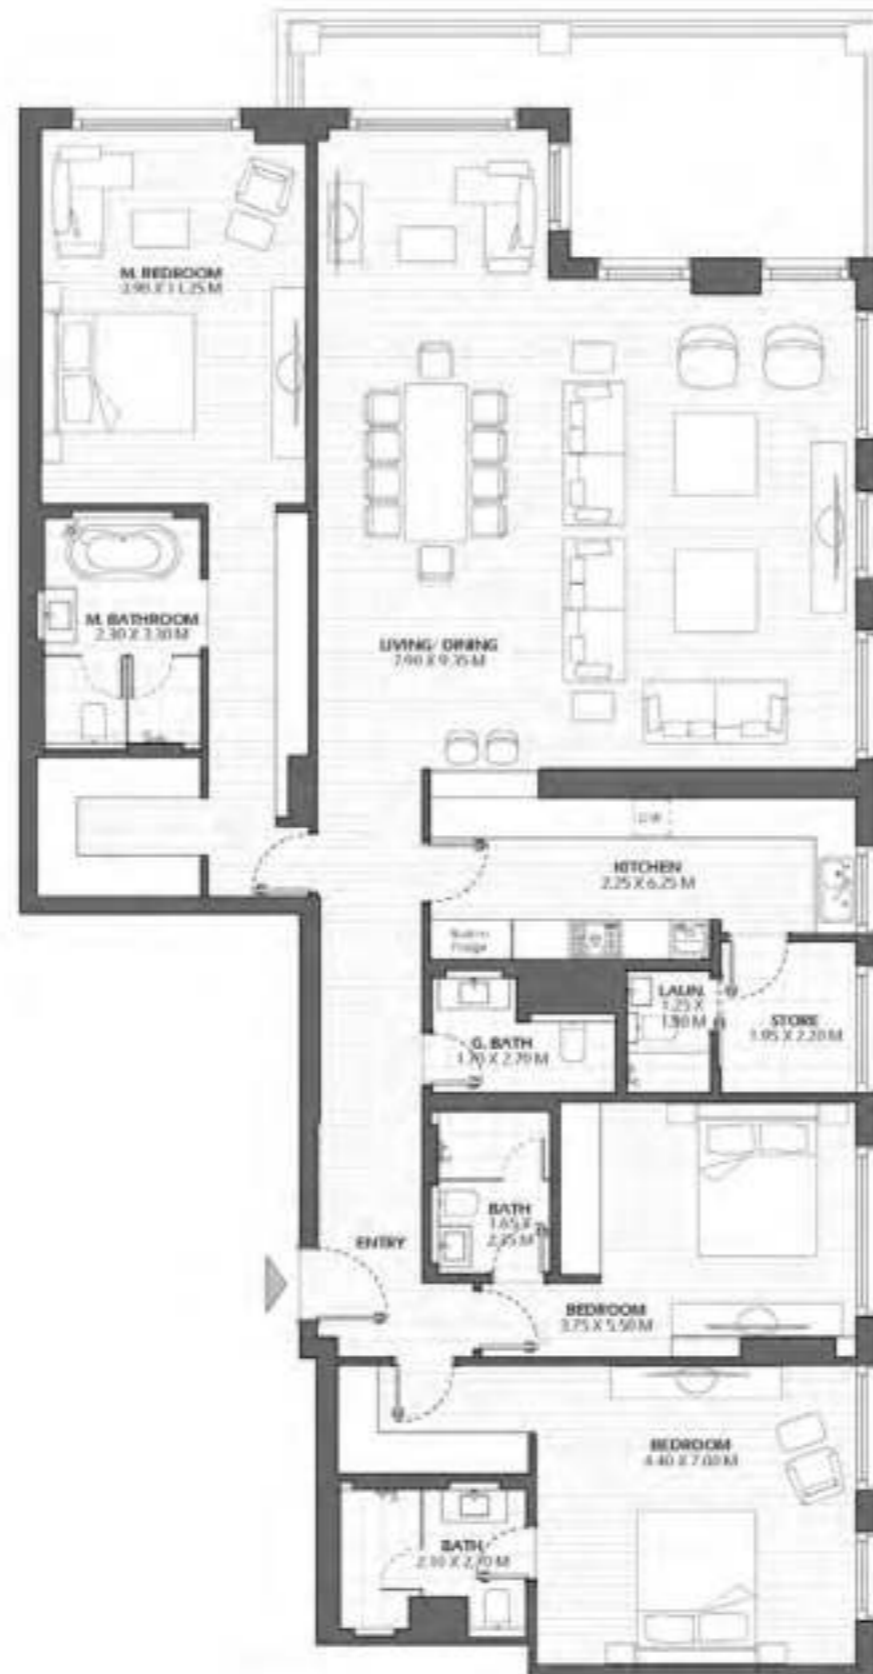 M. BEDROOM
3.90 X 11.25 M
M. BATHROOM
2.30 X 3.30 M
LIVING/ DINING
7.90 X 9.35 M
D.W
KITCHEN
2.25 X 6.25 M
Built-in
Fridge
LAUN.
1.25 X
1.80 M
STORE
1.95 X 2.20 M
G. BATH
1.70 X 2.70 M
BATH
1.65 X
2.35 M
ENTRY
BEDROOM
3.75 X 5.50 M
BEDROOM
4.40 X 7.00 M
BATH
2.10 X 2.70 M